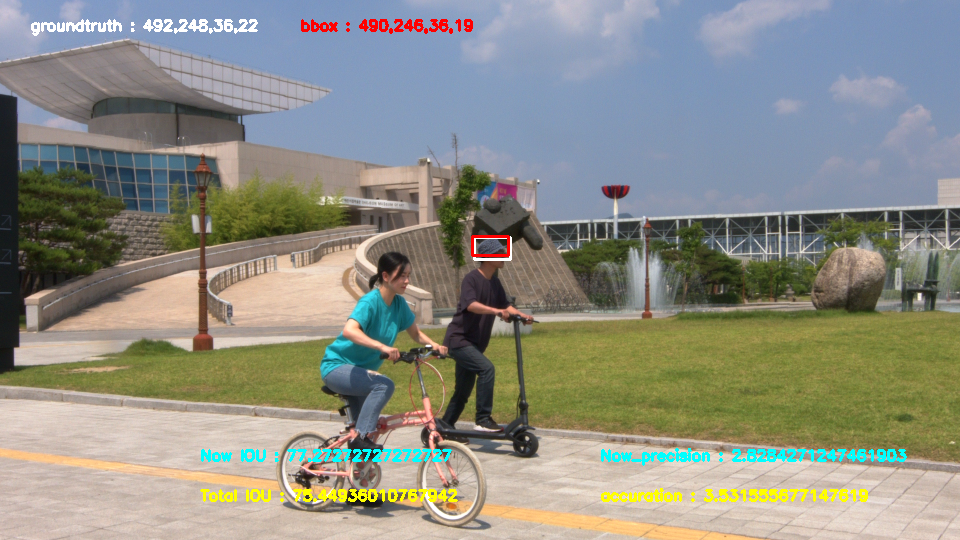 groundtruth : 492,248,36,22
bbox : 490,246,36,19
Now IOU : 77.27272727272727
Now_precision : 2.8284271247461903
Total IOU : 75.44936010767942
acuration : 3.531555677147619